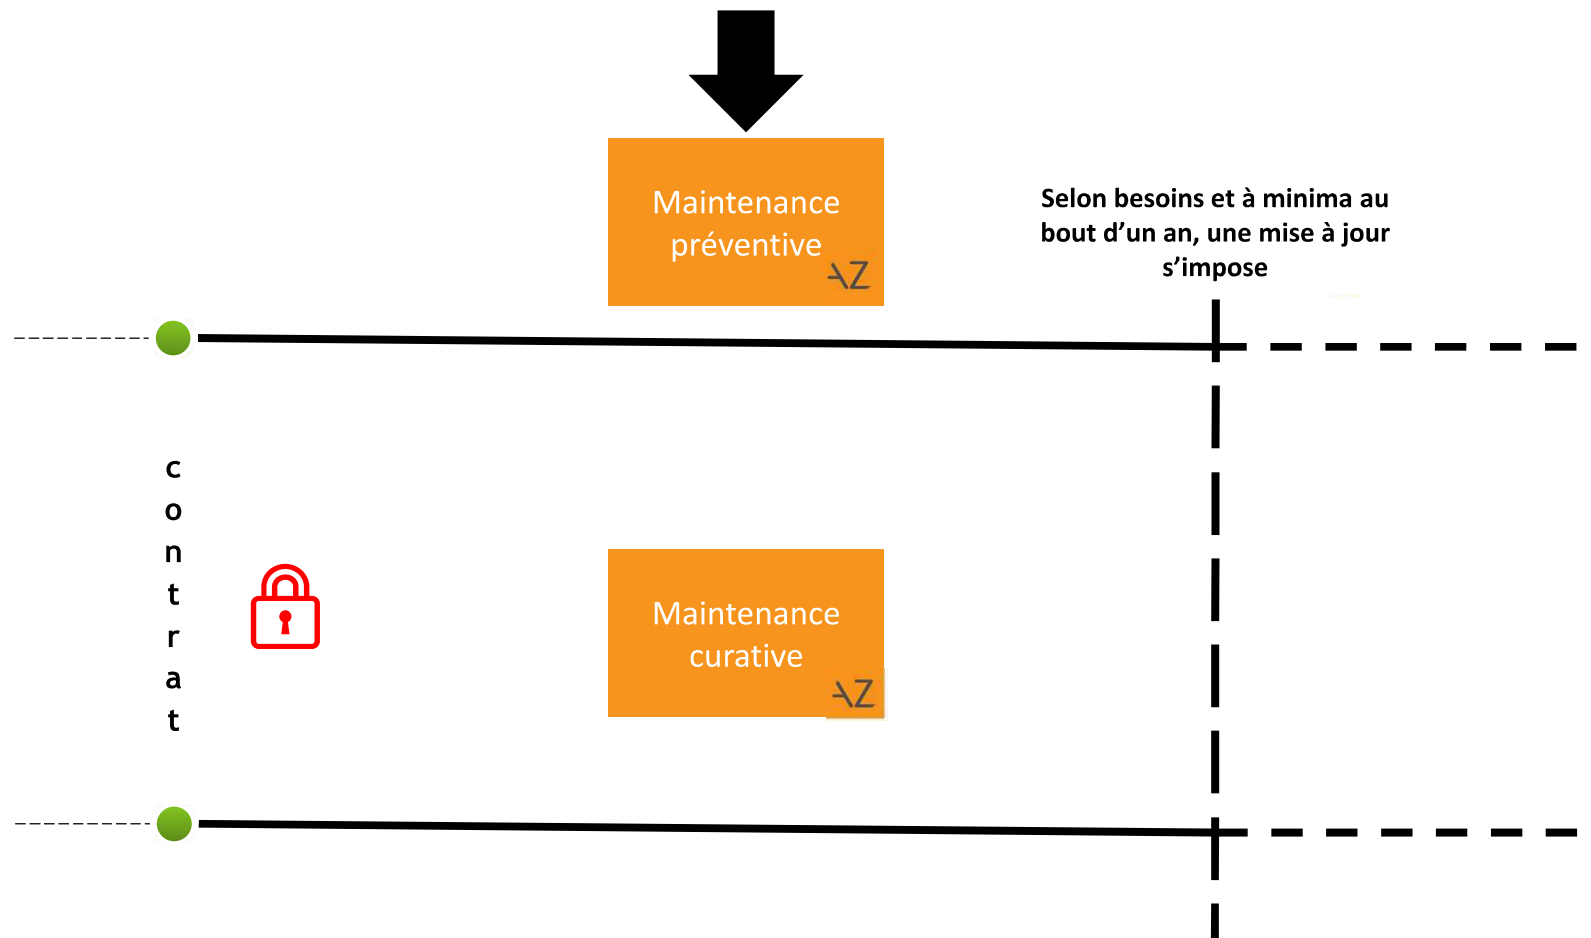 Maintenance
préventive
AZ
Selon besoins et à minima au
bout d’un an, une mise à jour
s’impose
c
o
n
t
r
a
t
Maintenance
curative
AZ